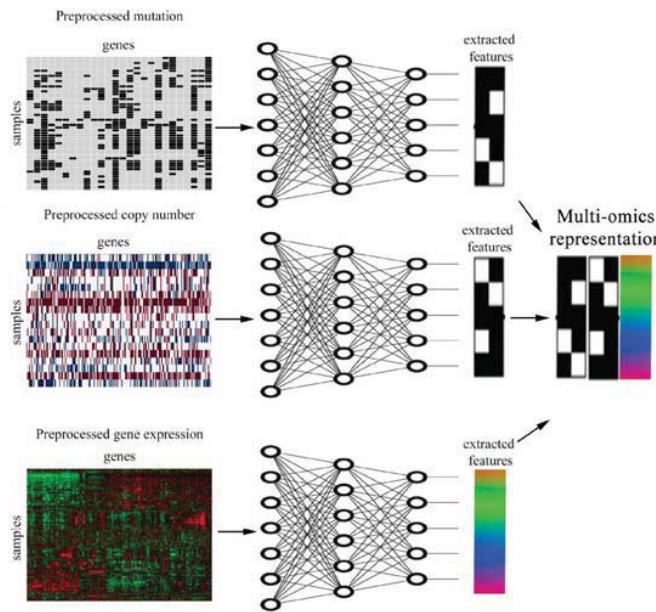 Preprocessed mutation
genes
samples
extracted
features
Preprocessed copy number
genes
samples
extracted
features
Multi-omics
representation
Preprocessed gene expression
genes
samples
extracted
features